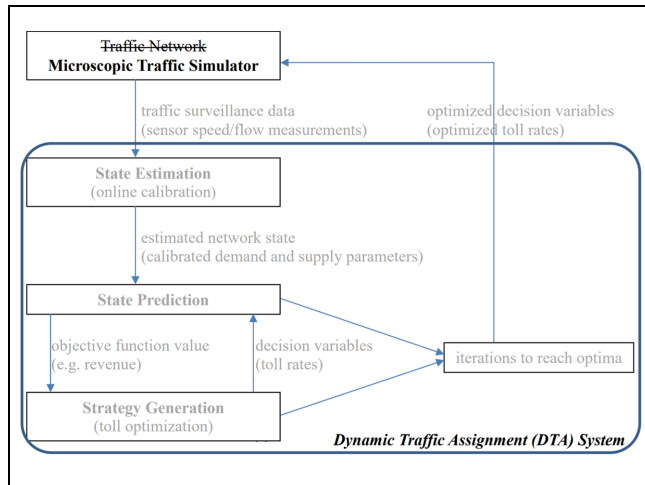 Traffic Network
Microscopic Traffic Simulator
traffic surveillance data
(sensor speed/flow measurements)
optimized decision variables
(optimized toll rates)
State Estimation
(online calibration)
estimated network state
(calibrated demand and supply parameters)
State Prediction
objective function value
(e.g. revenue)
decision variables
(toll rates)
iterations to reach optima
Strategy Generation
(toll optimization)
Dynamic Traffic Assignment (DTA) System